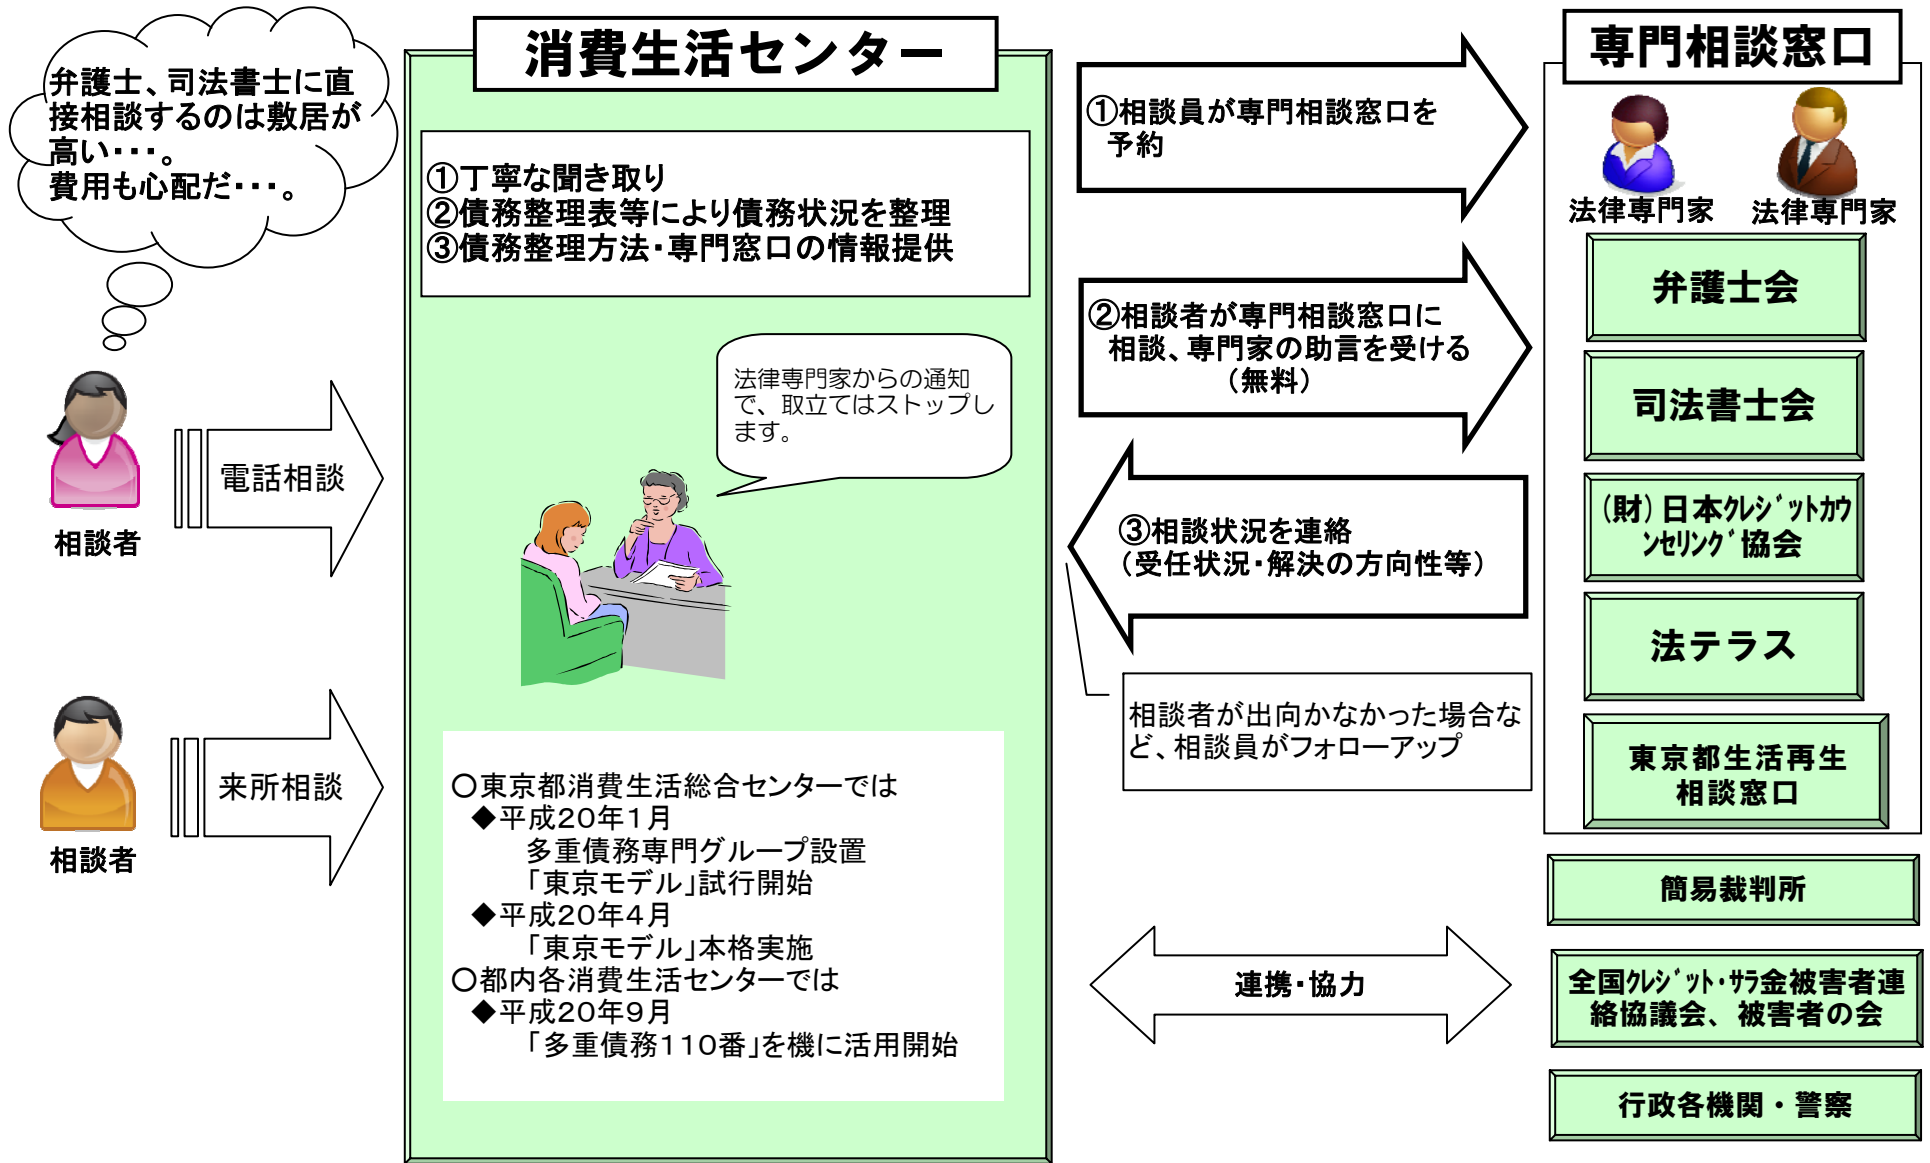 弁護士、司法書士に直
接相談するのは敷居が
高い・・・。
費用も心配だ・・・。
相談者
電話相談
相談者
来所相談
消費生活センター
①丁寧な聞き取り
②債務整理表等により債務状況を整理
③債務整理方法・専門窓口の情報提供
法律専門家からの通知
で、取立てはストップし
ます。
〇東京都消費生活総合センターでは
◆平成20年1月
多重債務専門グループ設置
「東京モデル」試行開始
◆平成20年4月
「東京モデル」本格実施
〇都内各消費生活センターでは
◆平成20年9月
「多重債務110番」を機に活用開始
①相談員が専門相談窓口を
予約
②相談者が専門相談窓口に
相談、専門家の助言を受ける
（無料）
③相談状況を連絡
（受任状況・解決の方向性等）
相談者が出向かなかった場合な
ど、相談員がフォローアップ
連携・協力
専門相談窓口
法律専門家 法律専門家
弁護士会
司法書士会
（財）日本ｸﾚｼﾞｯﾄｶｳ
ﾝｾﾘﾝｸﾞ協会
法テラス
東京都生活再生
相談窓口
簡易裁判所
全国ｸﾚｼﾞｯﾄ・ｻﾗ金被害者連
絡協議会、被害者の会
行政各機関・警察